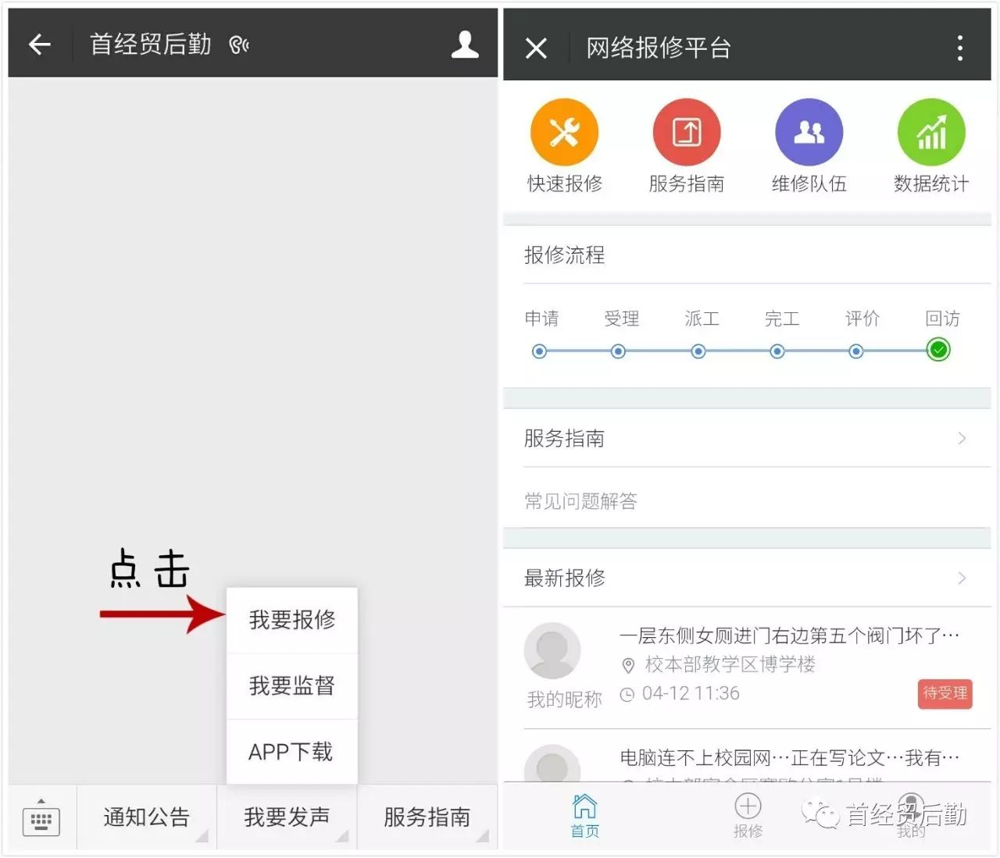 首经贸后勤
点击
我要报修
我要监督
APP下载
通知公告
我要发声
服务指南
网络报修平台
快速报修
服务指南
维修队伍
数据统计
报修流程
申请
受理
派工
完工
评价
回访
服务指南
常见问题解答
最新报修
一层东侧女厕进门右边第五个阀门坏了…
校本部教学区博学楼
我的昵称
04-12 11:36
待受理
电脑连不上校园网…正在写论文…我有…
首页
报修
我的
首经贸后勤